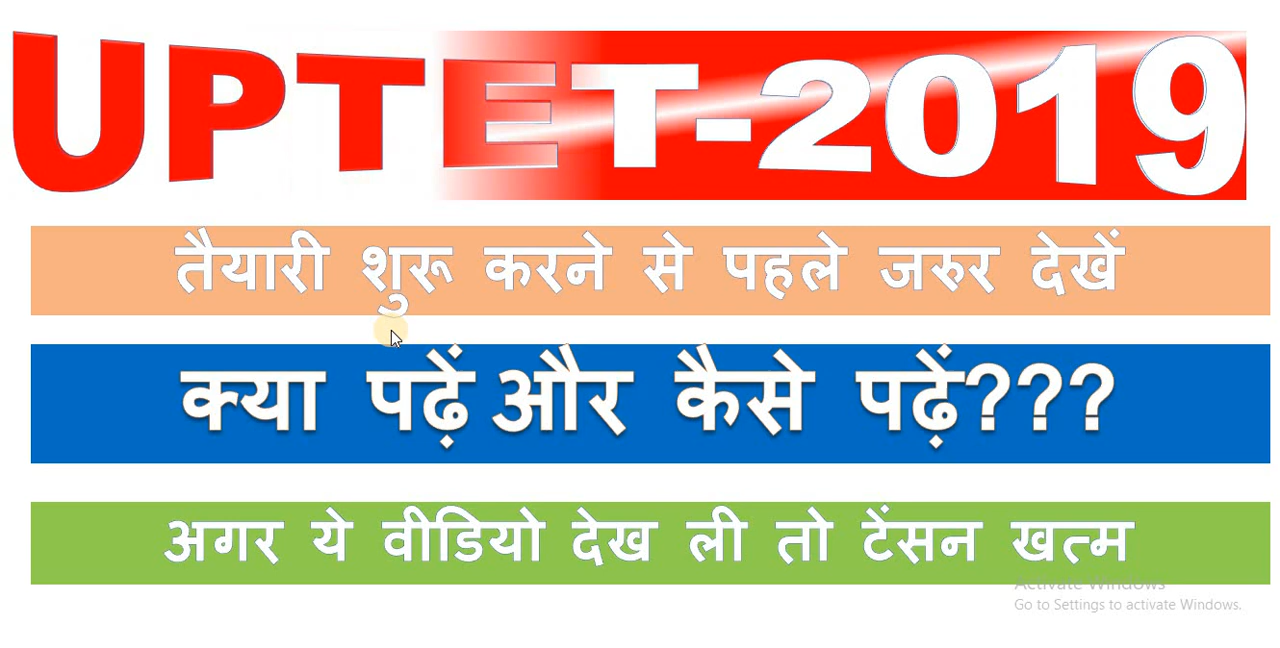 UPTET-2019
तैयारी शुरू करने से पहले जरुर देखें
क्या पढ़ें और कैसे पढ़ें???
अगर ये वीडियो देख ली तो टेंसन खत्म
Activate Windows
Go to Settings to activate Windows.